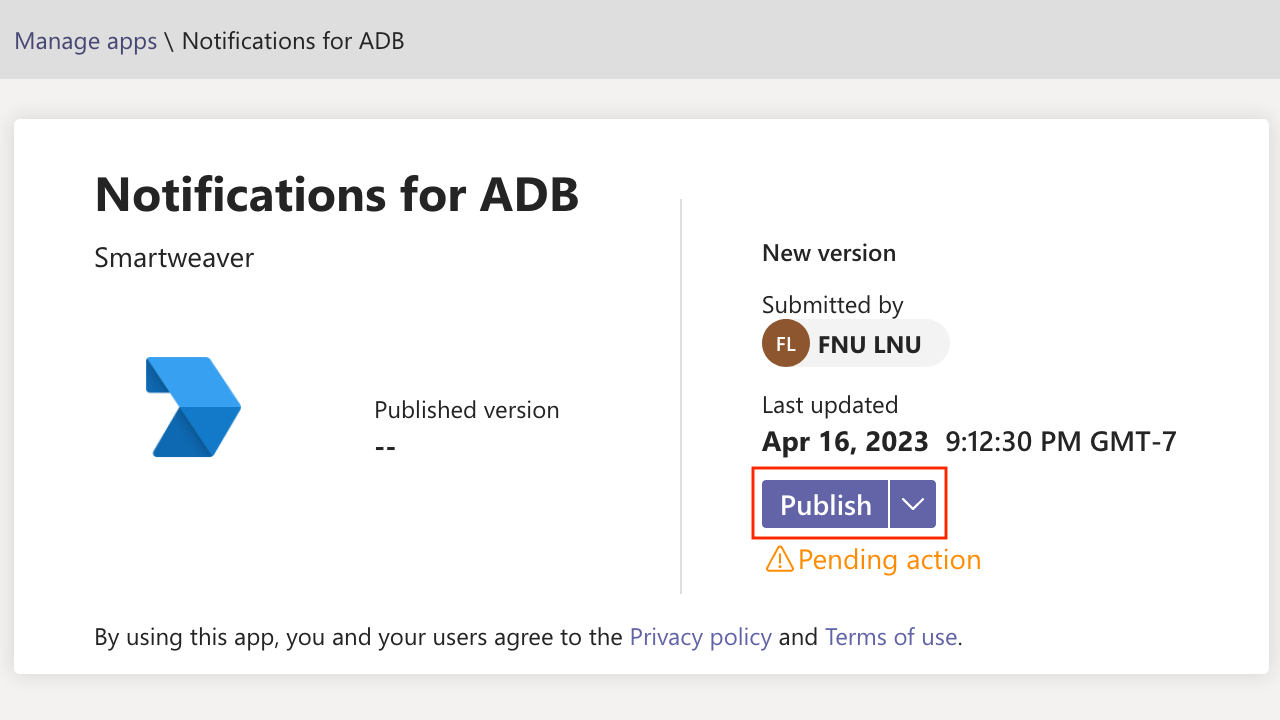 Manage apps \ Notifications for ADB
Notifications for ADB
Smartweaver
Published version
--
New version
Submitted by
FL FNU LNU
Last updated
Apr 16, 2023 9:12:30 PM GMT-7
Publish
Pending action
By using this app, you and your users agree to the Privacy policy and Terms of use.